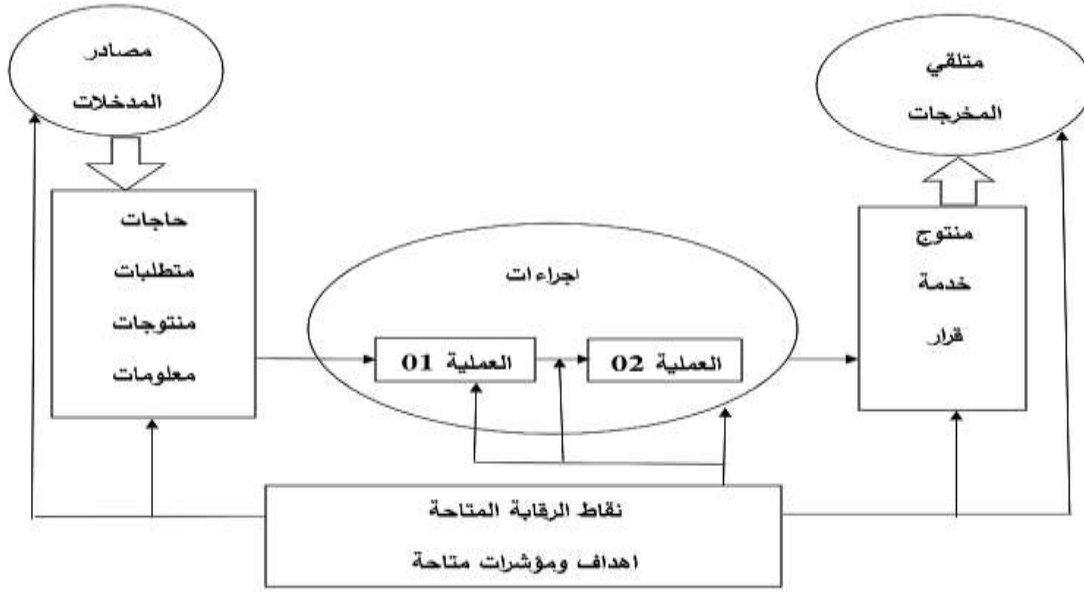 مصادر
المدخلات
متلقي
المخرجات
حاجات
متطلبات
منتوجات
معلومات
اجراءات
العملية 01
العملية 02
منتوج
خدمة
قرار
نقاط الرقابة المتاحة
اهداف ومؤشرات متاحة